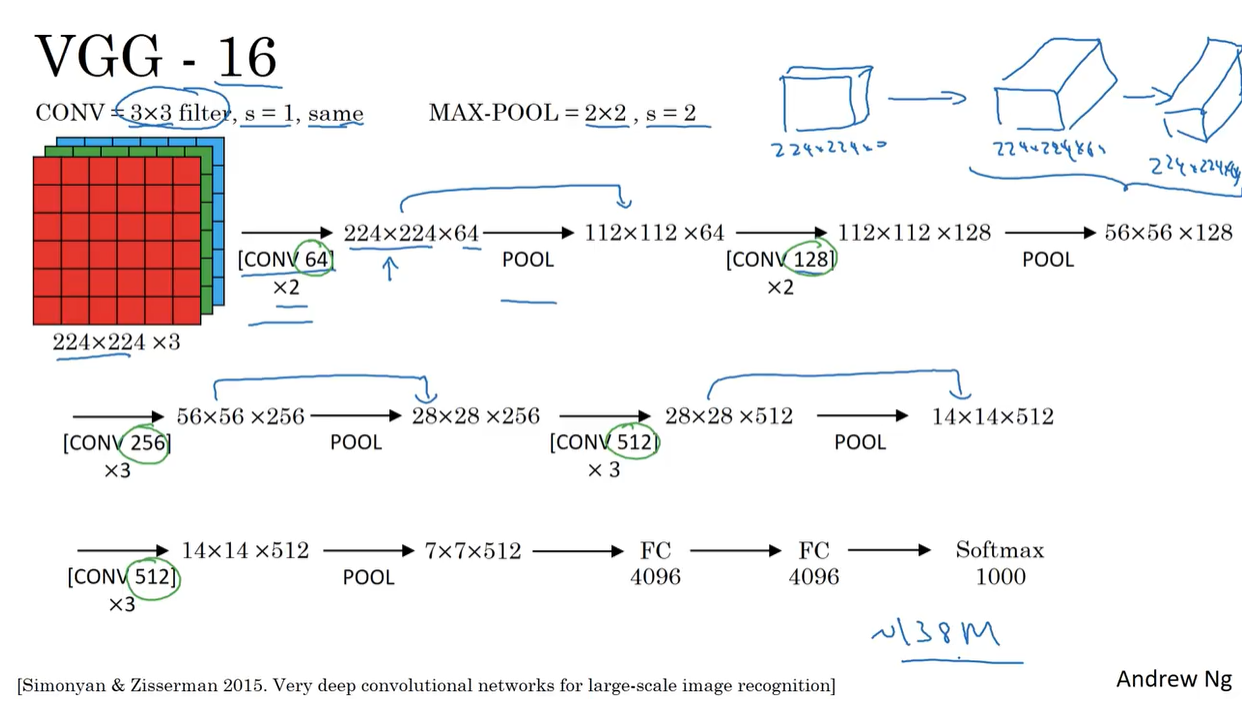 VGG - 16
CONV = 3×3 filter, s = 1, same
MAX-POOL = 2×2 , s = 2
224×224×3
224×224×64
224×224×64
224×224×64
POOL
112×112 ×64
112×112 ×128
POOL
56×56 ×128
[CONV 64]
×2
[CONV 128]
×2
224×224 ×3
56×56 ×256
POOL
28×28 ×256
28×28 ×512
POOL
14×14×512
[CONV 256]
×3
[CONV 512]
× 3
14×14 ×512
POOL
7×7×512
FC
4096
FC
4096
Softmax
1000
[CONV 512]
×3
~138M
[Simonyan & Zisserman 2015. Very deep convolutional networks for large-scale image recognition]
Andrew Ng